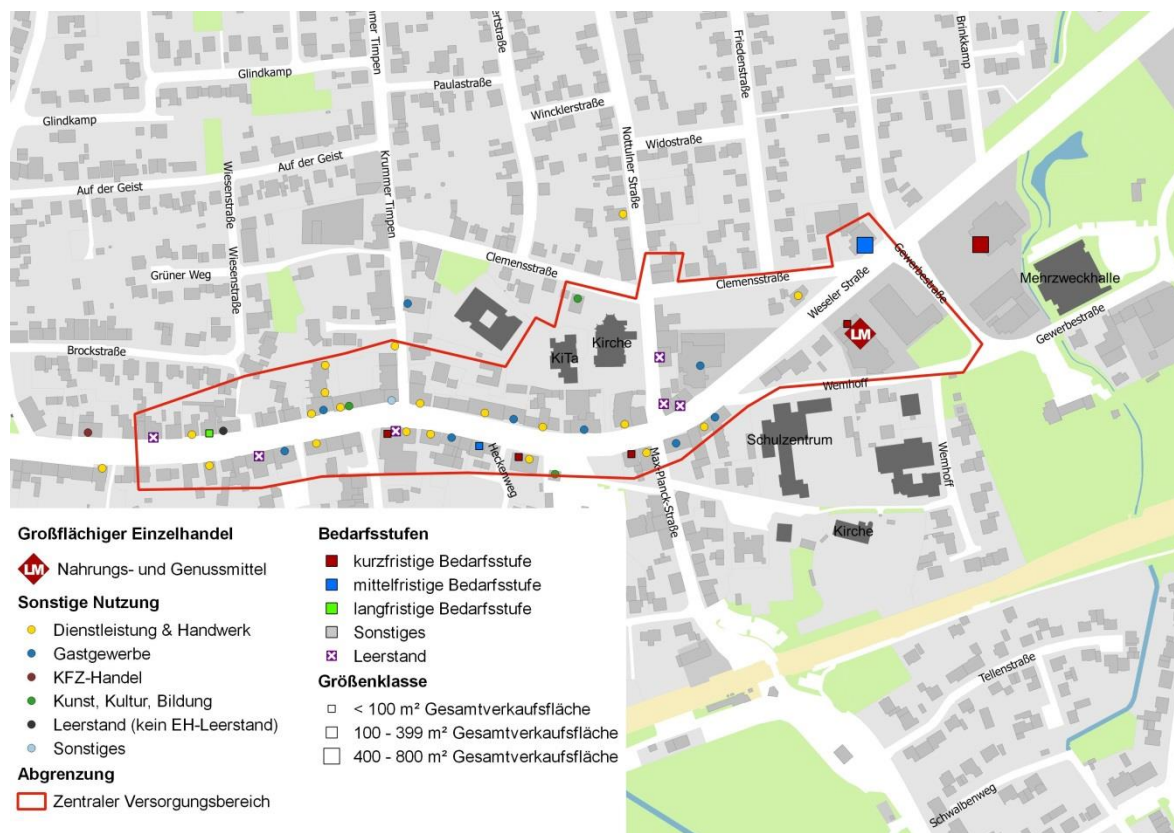 mmer Timpen
ertstraße
Brinkkamp
Friedenstraße
Glindkamp
Paulastraße
Wincklerstraße
Glindkamp
Nottulner Straße
Widostraße
Auf der Geist
Krummer Timpen
Wiesenstraße
Auf der Geist
Clemensstraße
Grüner Weg
Wiesenstraße
Clemensstraße
Gewerbestraße
Mehrzweckhalle
Weseler Straße
Gewerbestraße
Kirche
LM
Brockstraße
KiTa
Wemhoff
Schulzentrum
Heckenweg
Max-Planck-Straße
Wemhoff
Kirche
Tellenstraße
Schwalbenweg
Großflächiger Einzelhandel
LM Nahrungs- und Genussmittel
Sonstige Nutzung
Dienstleistung & Handwerk
Gastgewerbe
KFZ-Handel
Kunst, Kultur, Bildung
Leerstand (kein EH-Leerstand)
Sonstiges
Abgrenzung
Zentraler Versorgungsbereich
Bedarfsstufen
kurzfristige Bedarfsstufe
mittelfristige Bedarfsstufe
langfristige Bedarfsstufe
Sonstiges
Leerstand
Größenklasse
< 100 m² Gesamtverkaufsfläche
100 - 399 m² Gesamtverkaufsfläche
400 - 800 m² Gesamtverkaufsfläche